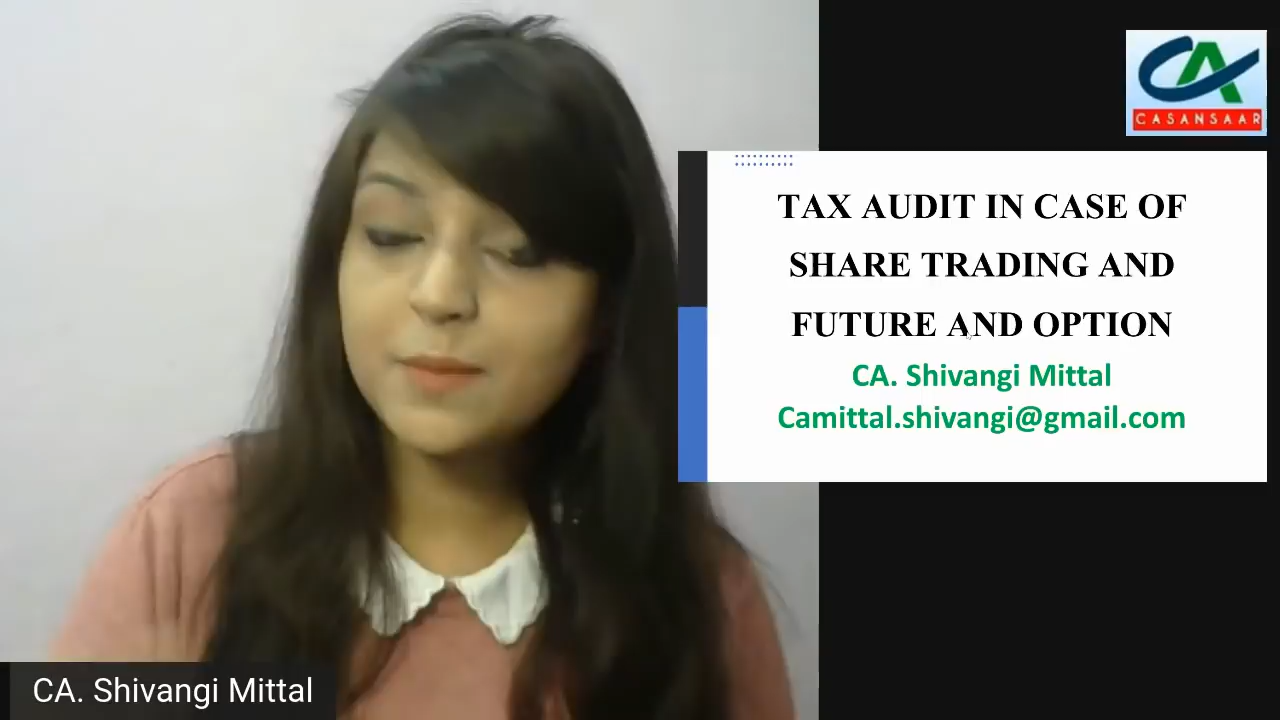 CASANSAAR
TAX AUDIT IN CASE OF
SHARE TRADING AND
FUTURE AND OPTION
CA. Shivangi Mittal
Camittal.shivangi@gmail.com
CA. Shivangi Mittal